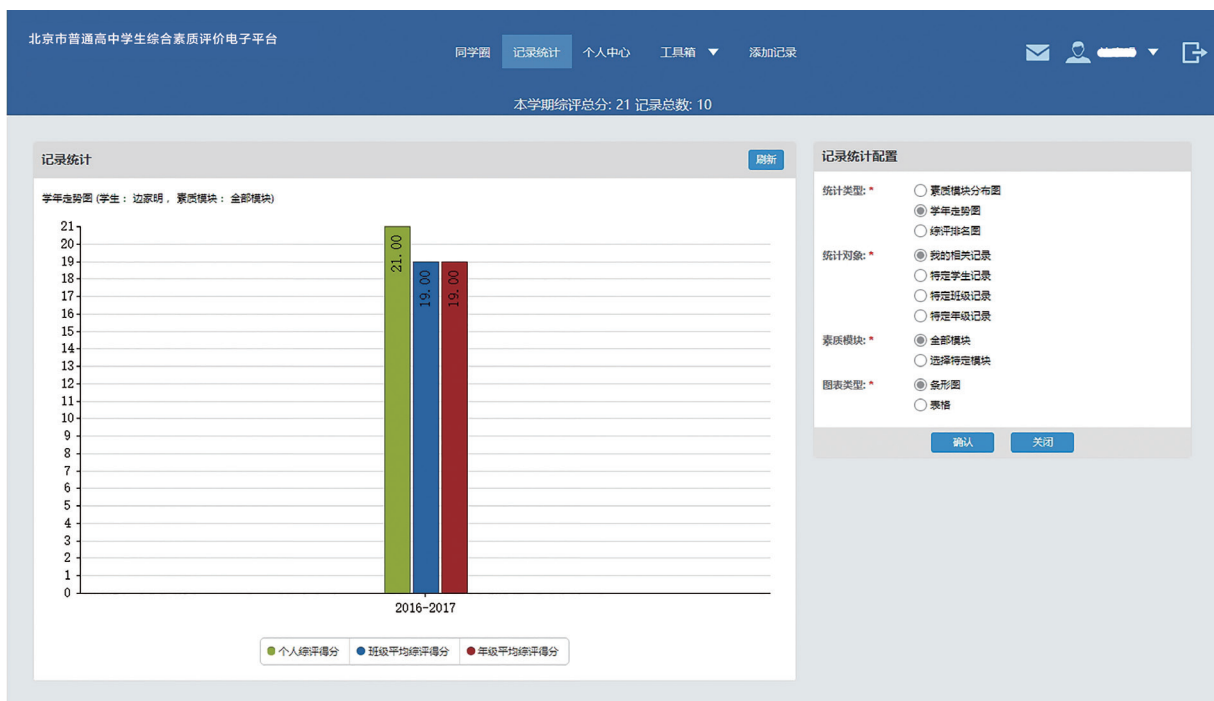 北京市普通高中学生综合素质评价电子平台
同学圈 记录统计 个人中心 工具箱 ▼ 添加记录
本学期综评总分: 21 记录总数: 10
记录统计 刷新
学年走势图 (学生： 边家明， 素质模块： 全部模块)
21
20
19
18
17
16
15
14
13
12
11
10
9
8
7
6
5
4
3
2
1
0
21.00
19.00
19.00
2016-2017
个人综评得分 班级平均综评得分 年级平均综评得分
记录统计配置
统计类型: * 素质模块分布图
学年走势图
综评排名图
统计对象: * 我的相关记录
特定学生记录
特定班级记录
特定年级记录
素质模块: * 全部模块
选择特定模块
图表类型: * 条形图
表格
确认 关闭